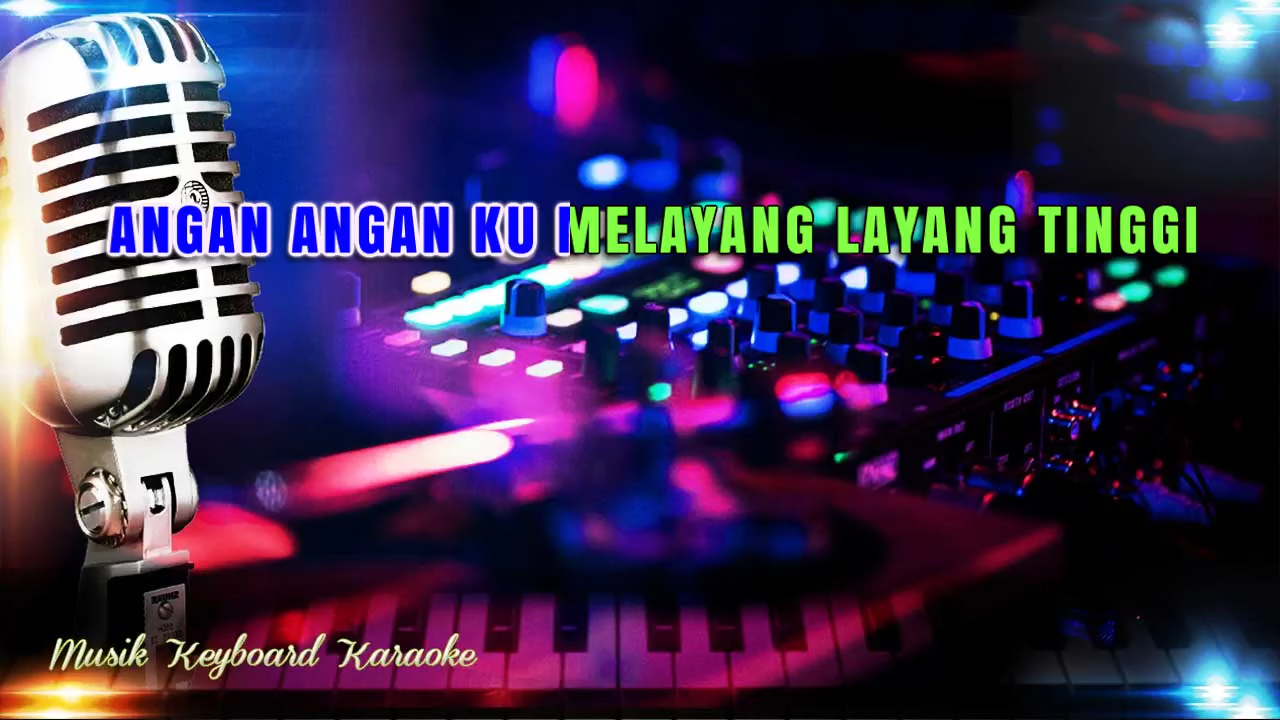 ANGAN ANGAN KU MELAYANG LAYANG TINGGI
Musik Keyboard Karaoke